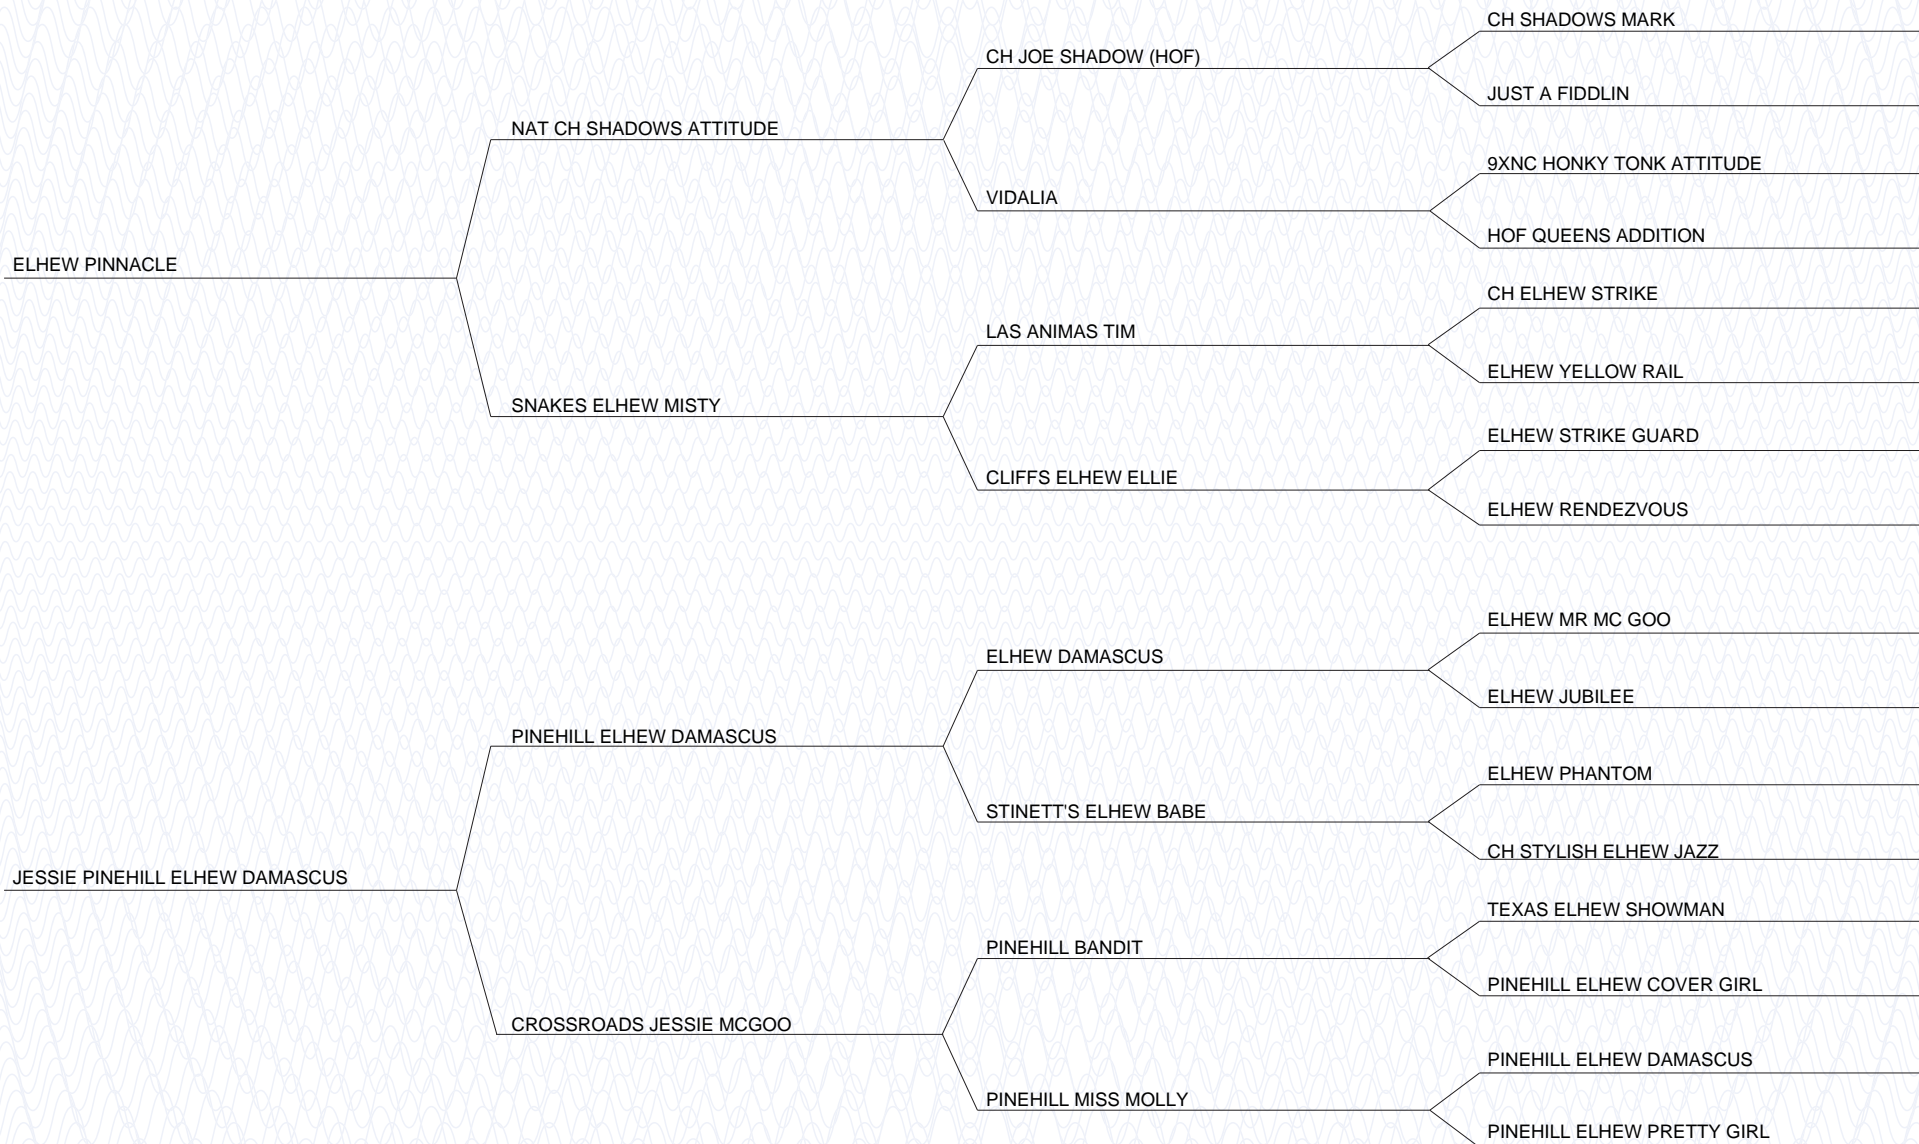 CH SHADOWS MARK
CH JOE SHADOW (HOF)
JUST A FIDDLIN
NAT CH SHADOWS ATTITUDE
9XNC HONKY TONK ATTITUDE
VIDALIA
HOF QUEENS ADDITION
ELHEW PINNACLE
CH ELHEW STRIKE
LAS ANIMAS TIM
ELHEW YELLOW RAIL
SNAKES ELHEW MISTY
ELHEW STRIKE GUARD
CLIFFS ELHEW ELLIE
ELHEW RENDEZVOUS
ELHEW MR MC GOO
ELHEW DAMASCUS
ELHEW JUBILEE
PINEHILL ELHEW DAMASCUS
ELHEW PHANTOM
STINETT'S ELHEW BABE
CH STYLISH ELHEW JAZZ
JESSIE PINEHILL ELHEW DAMASCUS
TEXAS ELHEW SHOWMAN
PINEHILL BANDIT
PINEHILL ELHEW COVER GIRL
CROSSROADS JESSIE MCGOO
PINEHILL ELHEW DAMASCUS
PINEHILL MISS MOLLY
PINEHILL ELHEW PRETTY GIRL